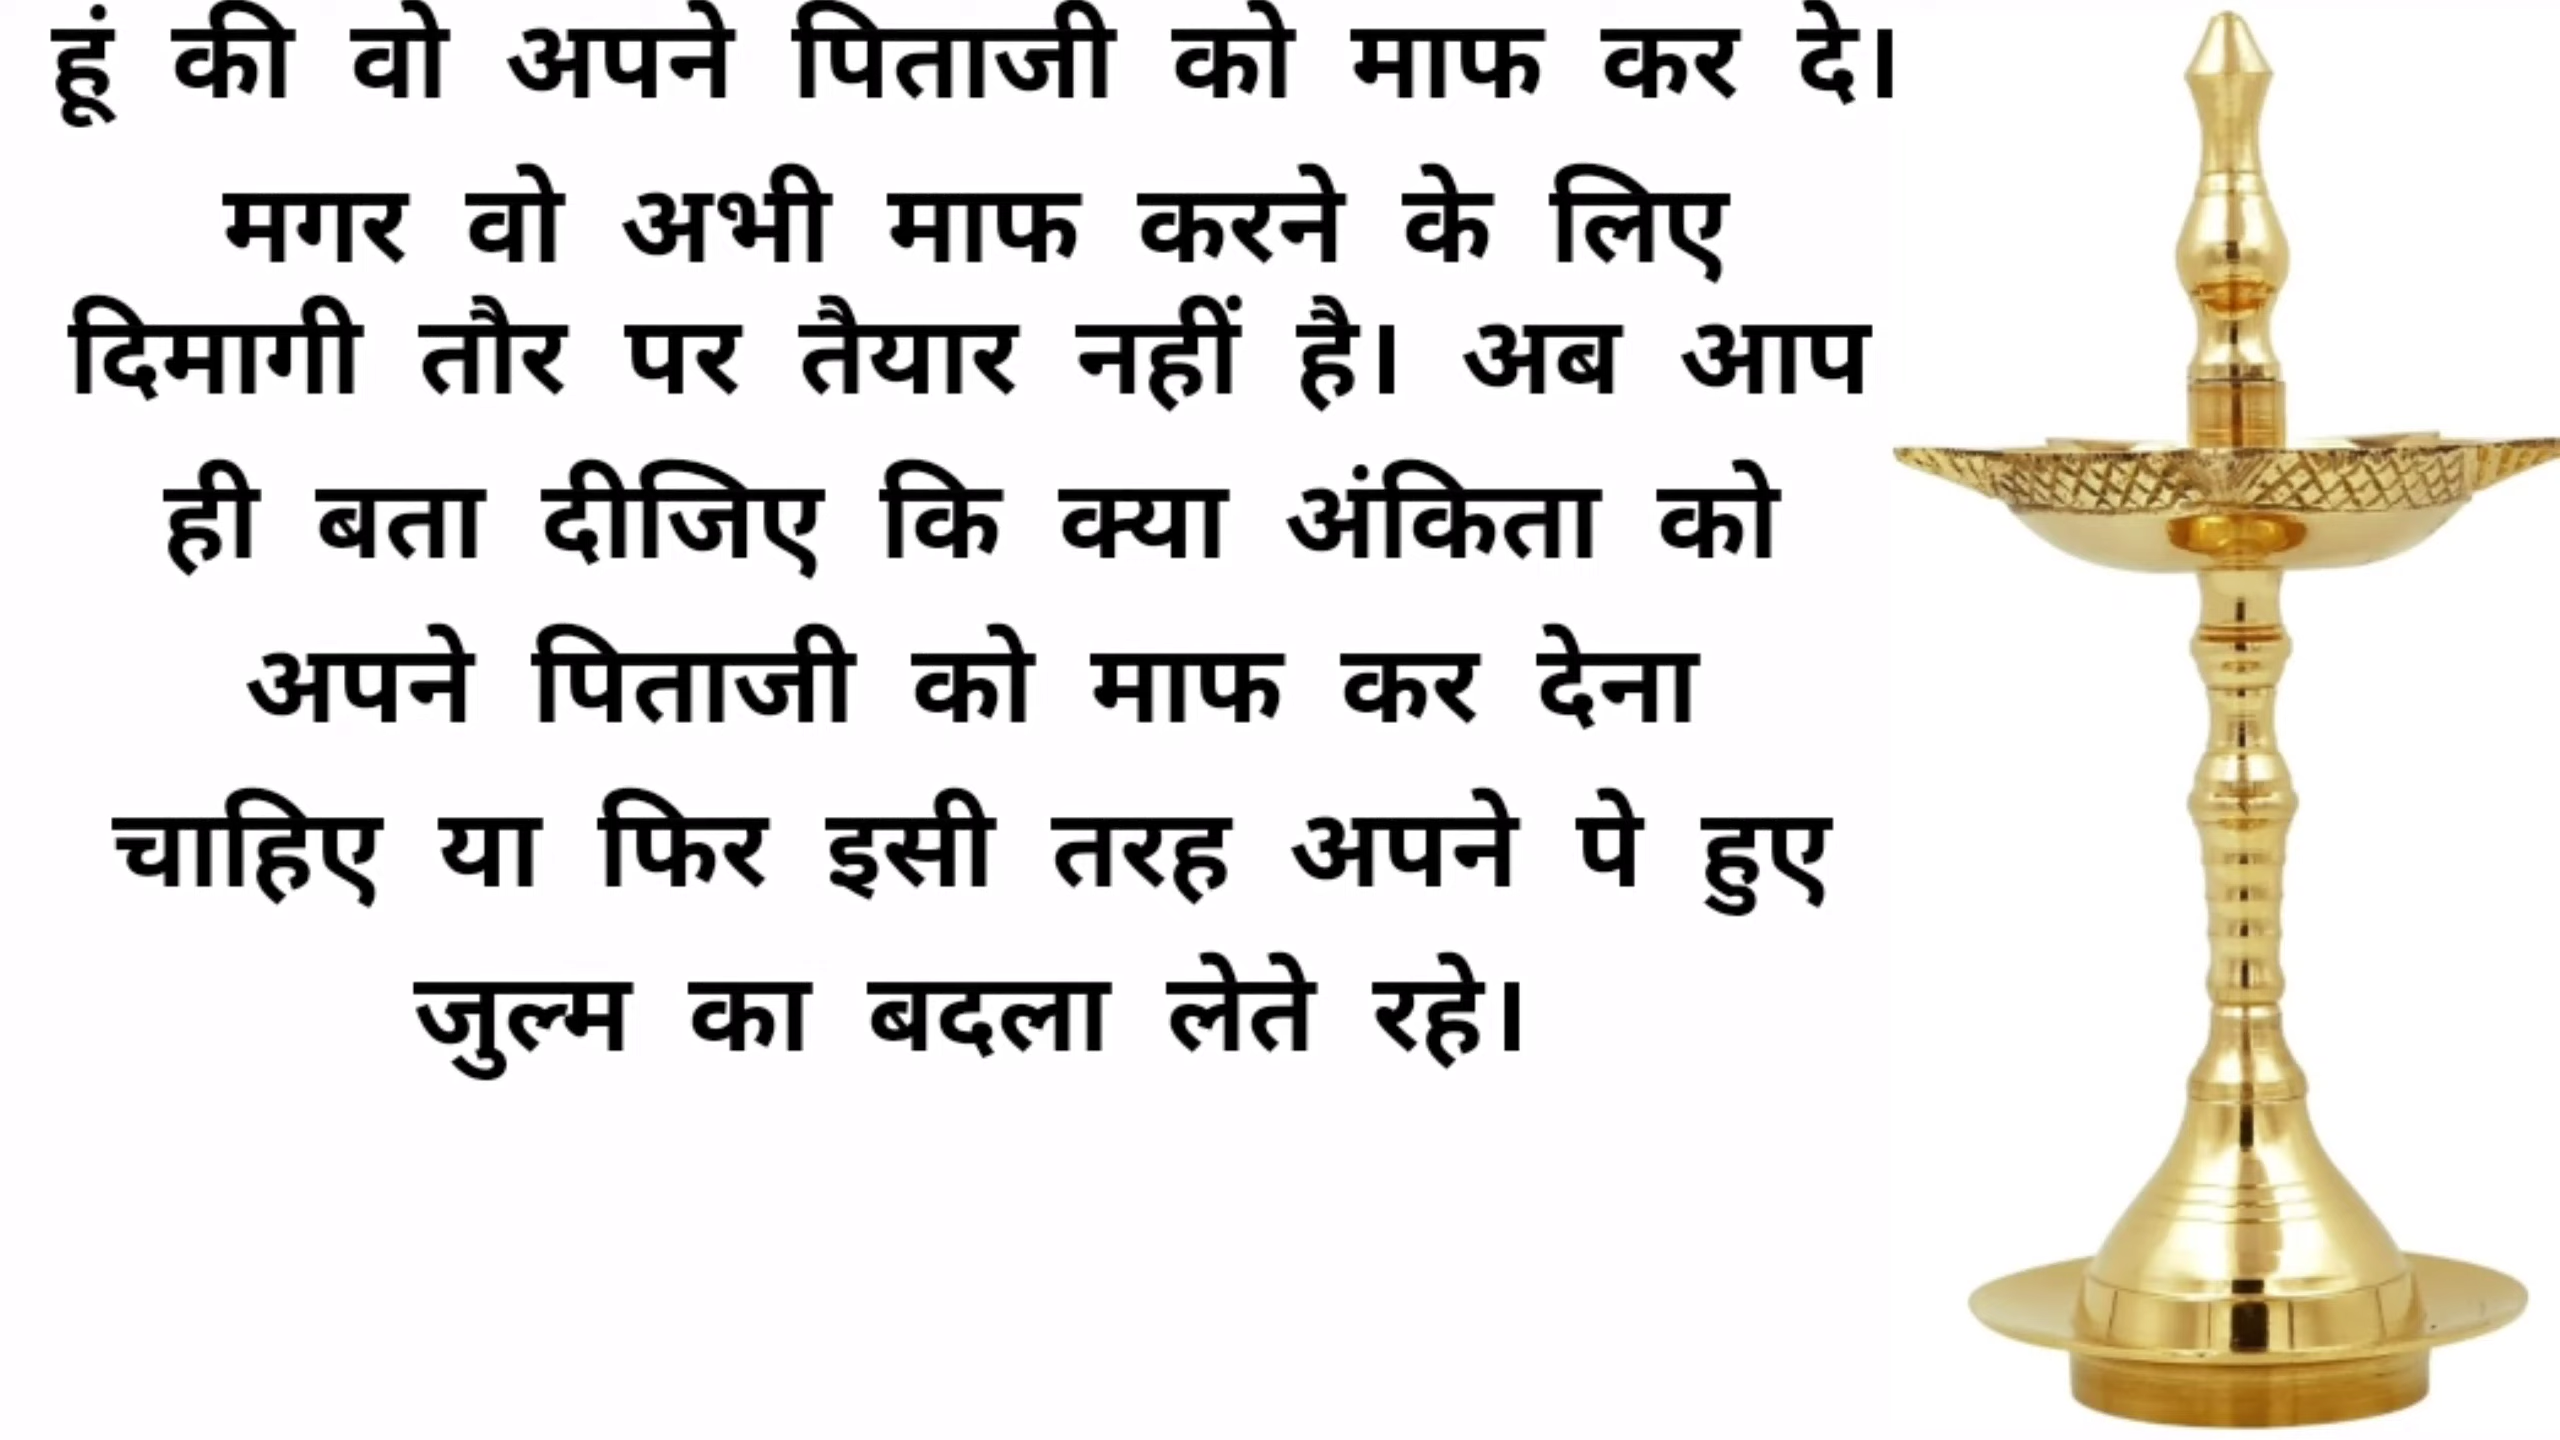 हूं की वो अपने पिताजी को माफ कर दे।
मगर वो अभी माफ करने के लिए
दिमागी तौर पर तैयार नहीं है। अब आप
ही बता दीजिए कि क्या अंकिता को
अपने पिताजी को माफ कर देना
चाहिए या फिर इसी तरह अपने पे हुए
जुल्म का बदला लेते रहे।